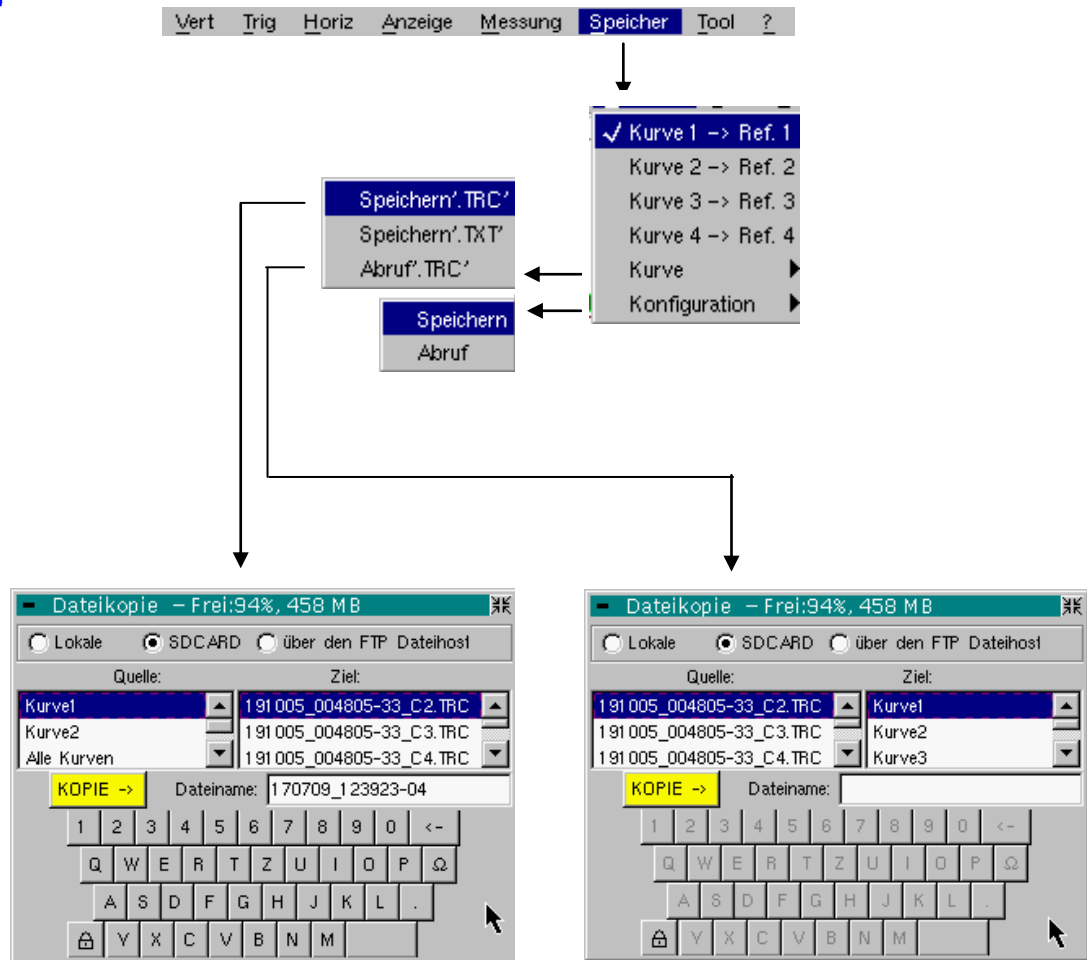 Vert Trig Horiz Anzeige Messung Speicher Tool ?
✓ Kurve 1 -> Ref. 1
Kurve 2 -> Ref. 2
Kurve 3 -> Ref. 3
Kurve 4 -> Ref. 4
Kurve
Konfiguration
Speichern'.TRC'
Speichern'.TXT'
Abruf'.TRC'
Speichern
Abruf
Dateikopie – Frei:94%, 458 MB
Lokale SDCARD über den FTP Dateihost
Quelle: Ziel:
Kurve1 191005_004805-33_C2.TRC
Kurve2 191005_004805-33_C3.TRC
Alle Kurven 191005_004805-33_C4.TRC
KOPIE -> Dateiname: 170709_123923-04
1 2 3 4 5 6 7 8 9 0 <-
Q W E R T Z U I O P Ω
A S D F G H J K L .
Y X C V B N M
Dateikopie – Frei:94%, 458 MB
Lokale SDCARD über den FTP Dateihost
Quelle: Ziel:
191005_004805-33_C2.TRC Kurve1
191005_004805-33_C3.TRC Kurve2
191005_004805-33_C4.TRC Kurve3
KOPIE -> Dateiname:
1 2 3 4 5 6 7 8 9 0 <-
Q W E R T Z U I O P Ω
A S D F G H J K L .
Y X C V B N M